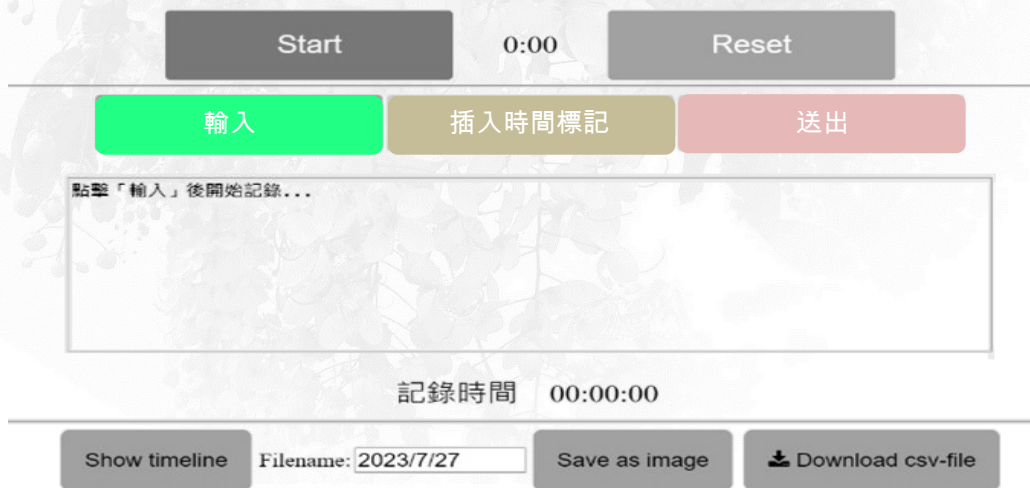 Start 0:00 Reset
輸入 插入時間標記 送出
點擊「輸入」後開始記錄...
記錄時間 00:00:00
Show timeline Filename: 2023/7/27 Save as image Download csv-file